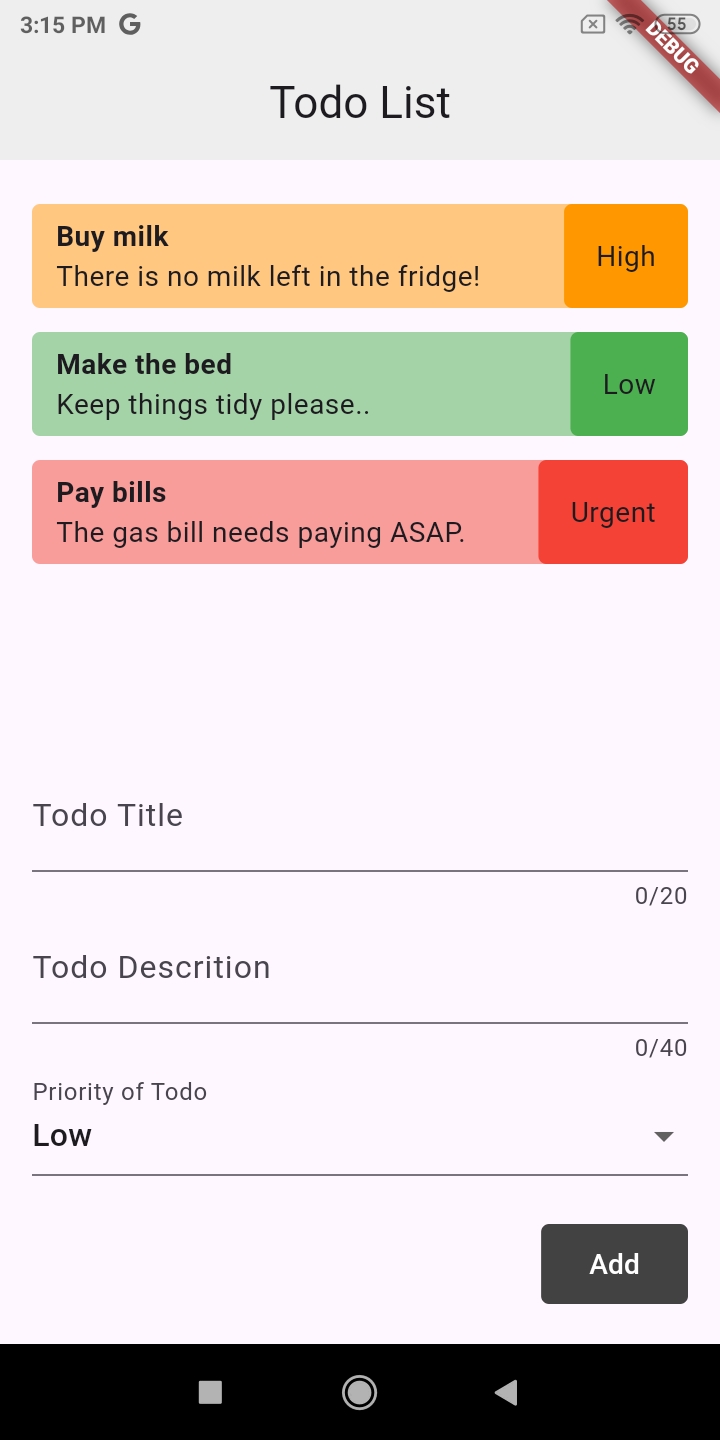 3:15 PM G 55
DEBUG
Todo List
Buy milk
There is no milk left in the fridge!
High
Make the bed
Keep things tidy please..
Low
Pay bills
The gas bill needs paying ASAP.
Urgent
Todo Title
0/20
Todo Descrition
0/40
Priority of Todo
Low
Add